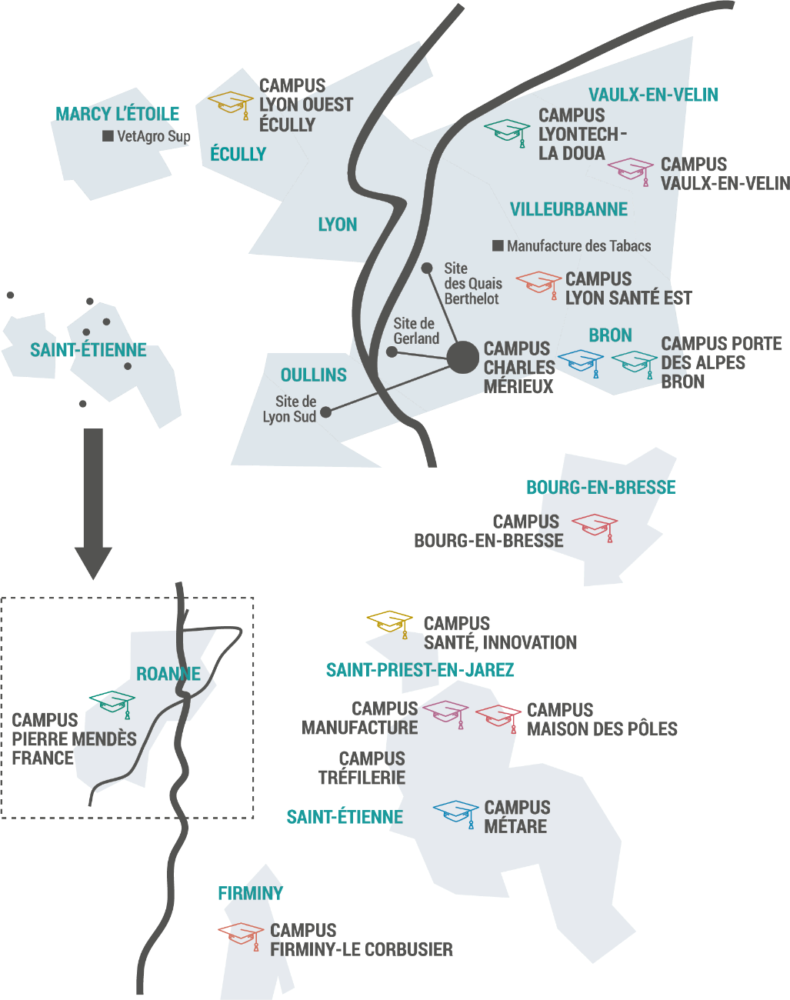 CAMPUS
LYON OUEST
ÉCULLY
MARCY L'ÉTOILE
VetAgro Sup
ÉCULLY
VAULX-EN-VELIN
CAMPUS
LYONTECH-
LA DOUA
CAMPUS
VAULX-EN-VELIN
LYON
VILLEURBANNE
Manufacture des Tabacs
Site
des Quais
Berthelot
CAMPUS
LYON SANTÉ EST
Site de
Gerland
SAINT-ÉTIENNE
BRON
CAMPUS PORTE
DES ALPES
BRON
CAMPUS
CHARLES
MÉRIEUX
OULLINS
Site de
Lyon Sud
BOURG-EN-BRESSE
CAMPUS
BOURG-EN-BRESSE
CAMPUS
SANTÉ, INNOVATION
SAINT-PRIEST-EN-JAREZ
ROANNE
CAMPUS
PIERRE MENDÈS
FRANCE
CAMPUS
MANUFACTURE
CAMPUS
MAISON DES PÔLES
CAMPUS
TRÉFILERIE
SAINT-ÉTIENNE
CAMPUS
MÉTARE
FIRMINY
CAMPUS
FIRMINY-LE CORBUSIER